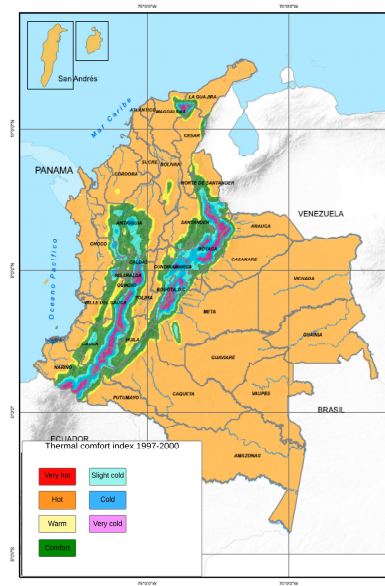 San Andrés
Mar Caribe
LA GUAJIRA
ATLANTICO
MAGDALENA
CESAR
SUCRE
BOLIVAR
CORDOBA
PANAMA
NORTE DE SANTANDER
VENEZUELA
ANTIOQUIA
SANTANDER
ARAUCA
Oceano Pacifico
CHOCO
BOYACA
CALDAS
CUNDINAMARCA
CASANARE
RISARALDA
VICHADA
QUINDIO
BOGOTA D.C
TOLIMA
VALLE DEL CAUCA
META
GUAINIA
HUILA
CAUCA
GUAVIARE
NARIÑO
PUTUMAYO
CAQUETA
VAUPES
BRASIL
ECUADOR
AMAZONAS
Thermal comfort index 1997-2000
Very hot
Slight cold
Hot
Cold
Warm
Very cold
Comfort